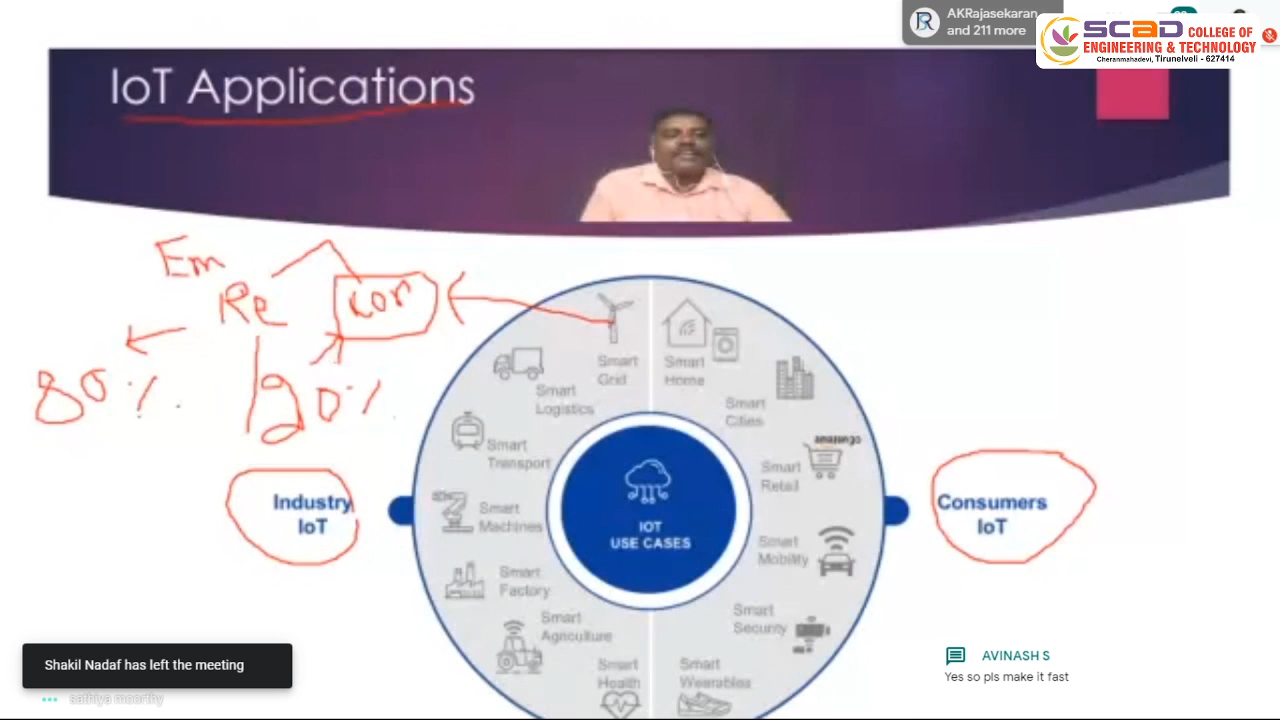 AKRajasekaran
and 211 more
SCAD COLLEGE OF
ENGINEERING & TECHNOLOGY
Cheranmahadevi, Tirunelveli - 627414
IoT Applications
Em
Re
80 %
20 %
Smart
Grid
Smart
Home
Smart
Logistics
Smart
Cities
Smart
Transport
amazongo
Smart
Retail
Industry
IoT
Smart
Machines
IOT
USE CASES
Consumers
IoT
Smart
Mobility
Smart
Factory
Smart
Agriculture
Smart
Security
Smart
Health
Smart
Wearables
Shakil Nadaf has left the meeting
sathiya moorthy
AVINASH S
Yes so pls make it fast